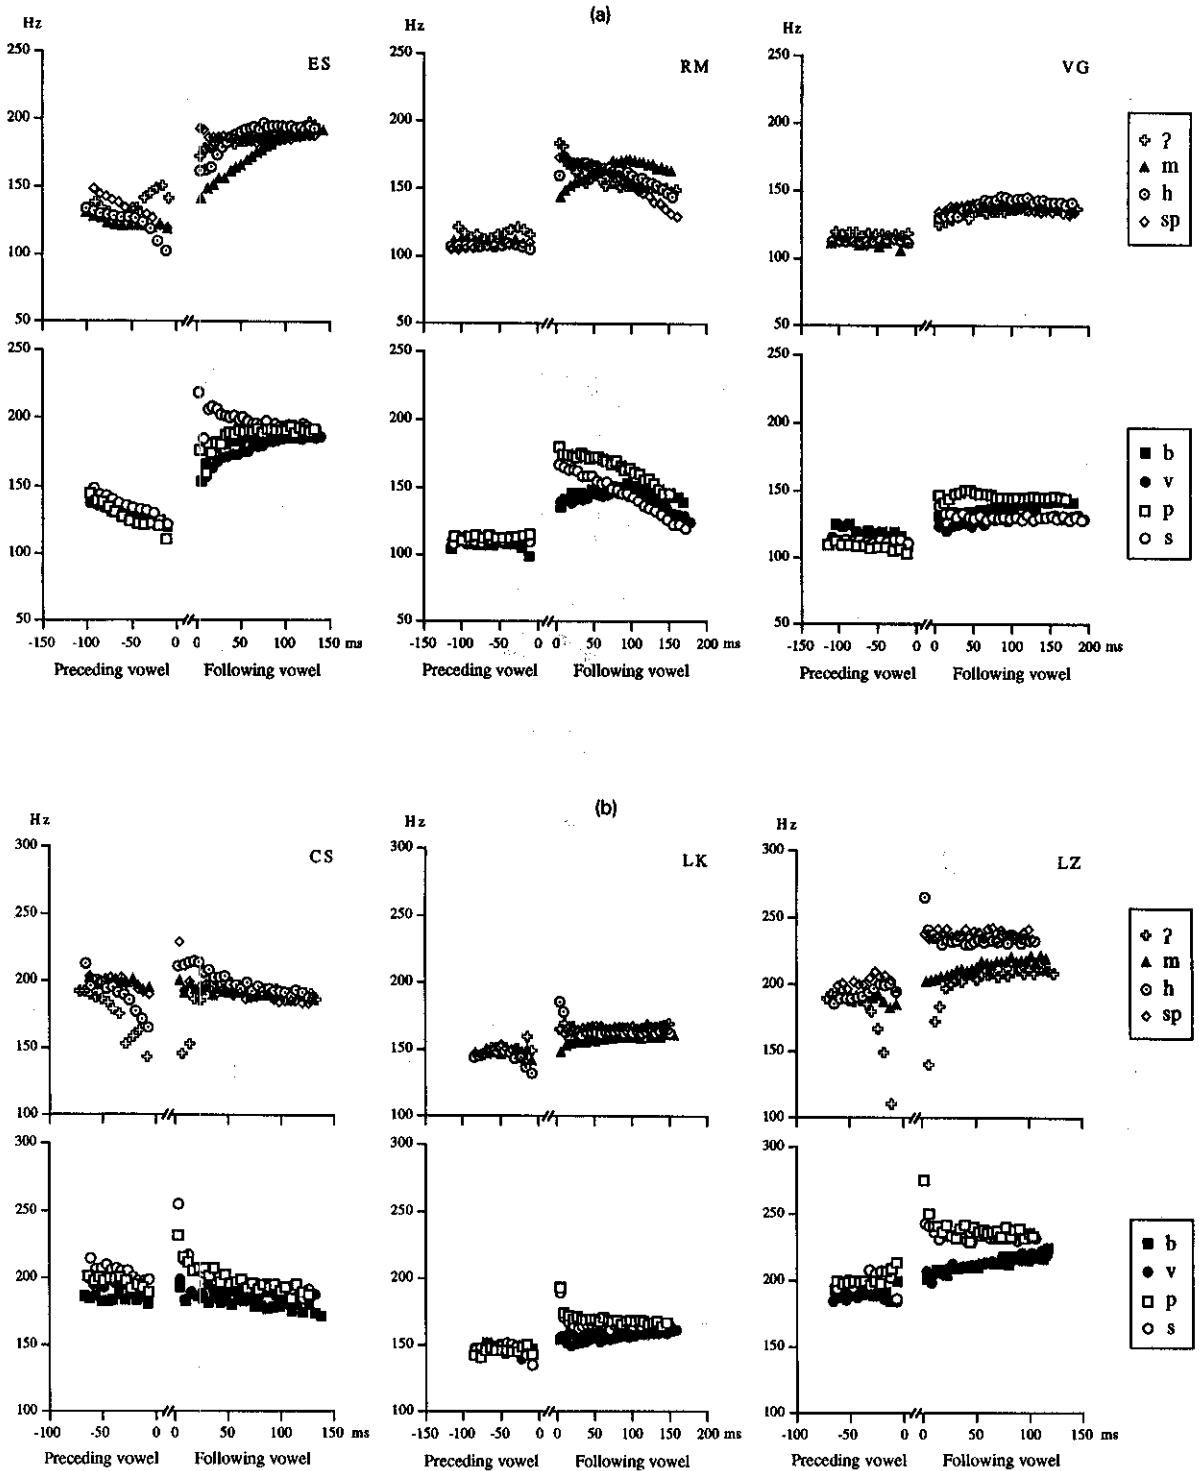 (a)
Hz Hz Hz
ES RM VG
250 250 250
200 200 200
150 150 150
100 100 100
50 50 50
ʔ
m
h
sp
250 250 250
200 200 200
150 150 150
100 100 100
50 50 50
b
v
p
s
-150 -100 -50 0 0 50 100 150 ms -150 -100 -50 0 0 50 100 150 200 ms -150 -100 -50 0 0 50 100 150 200 ms
Preceding vowel Following vowel Preceding vowel Following vowel Preceding vowel Following vowel
(b)
Hz Hz Hz
CS LK LZ
300 300 300
250 250 250
200 200 200
150 150 150
100 100 100
ʔ
m
h
sp
300 300 300
250 250 250
200 200 200
150 150 150
100 100 100
b
v
p
s
-100 -50 0 0 50 100 150 ms -150 -100 -50 0 0 50 100 150 200 ms -100 -50 0 0 50 100 150 ms
Preceding vowel Following vowel Preceding vowel Following vowel Preceding vowel Following vowel